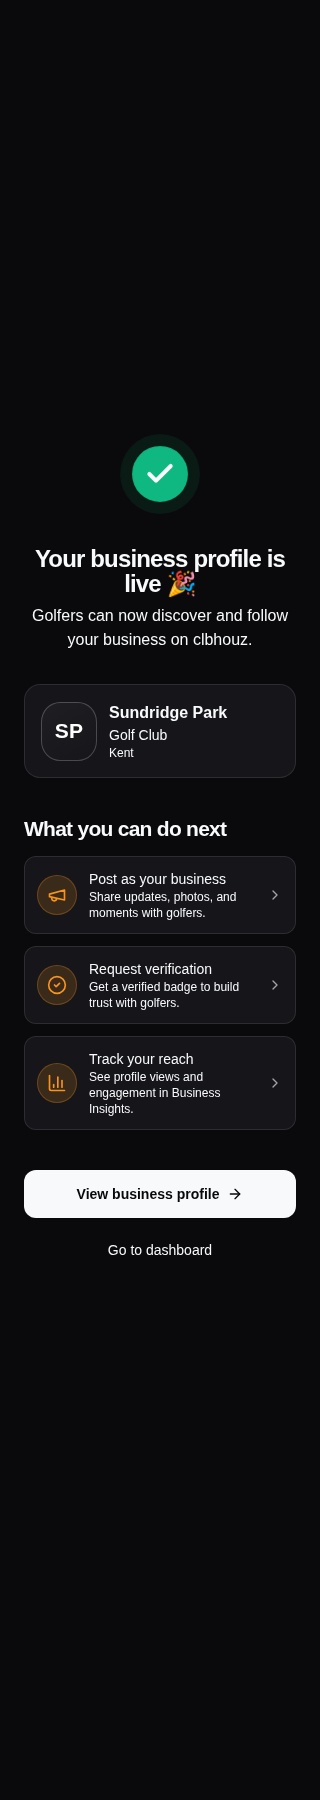 Your business profile is
live 🎉
Golfers can now discover and follow
your business on clbhouz.
SP
Sundridge Park
Golf Club
Kent
What you can do next
Post as your business
Share updates, photos, and
moments with golfers.
Request verification
Get a verified badge to build
trust with golfers.
Track your reach
See profile views and
engagement in Business
Insights.
View business profile →
Go to dashboard